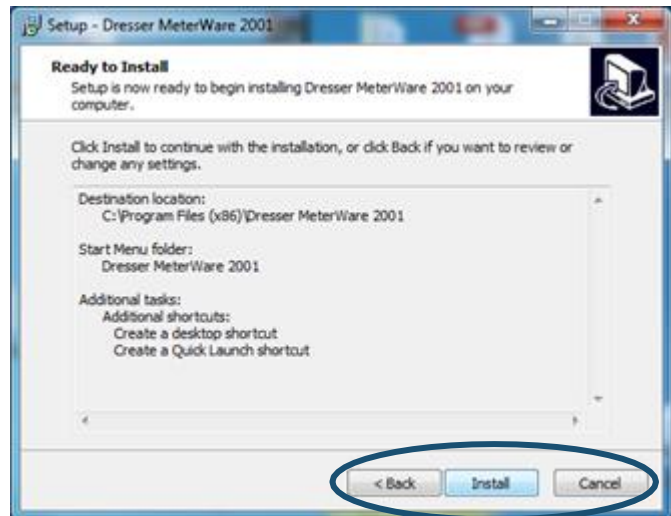 Setup - Dresser MeterWare 2001
Ready to Install
Setup is now ready to begin installing Dresser MeterWare 2001 on your
computer.
Click Install to continue with the installation, or click Back if you want to review or
change any settings.
Destination location:
C:\Program Files (x86)\Dresser MeterWare 2001
Start Menu folder:
Dresser MeterWare 2001
Additional tasks:
Additional shortcuts:
Create a desktop shortcut
Create a Quick Launch shortcut
< Back Install Cancel